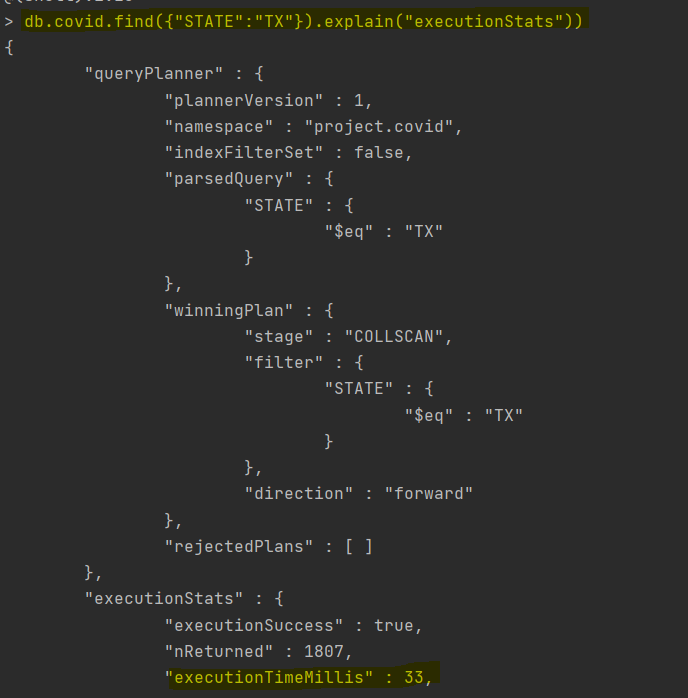 > db.covid.find({"STATE":"TX"}).explain("executionStats"))
{
"queryPlanner" : {
"plannerVersion" : 1,
"namespace" : "project.covid",
"indexFilterSet" : false,
"parsedQuery" : {
"STATE" : {
"$eq" : "TX"
}
},
"winningPlan" : {
"stage" : "COLLSCAN",
"filter" : {
"STATE" : {
"$eq" : "TX"
}
},
"direction" : "forward"
},
"rejectedPlans" : [ ]
},
"executionStats" : {
"executionSuccess" : true,
"nReturned" : 1807,
"executionTimeMillis" : 33,